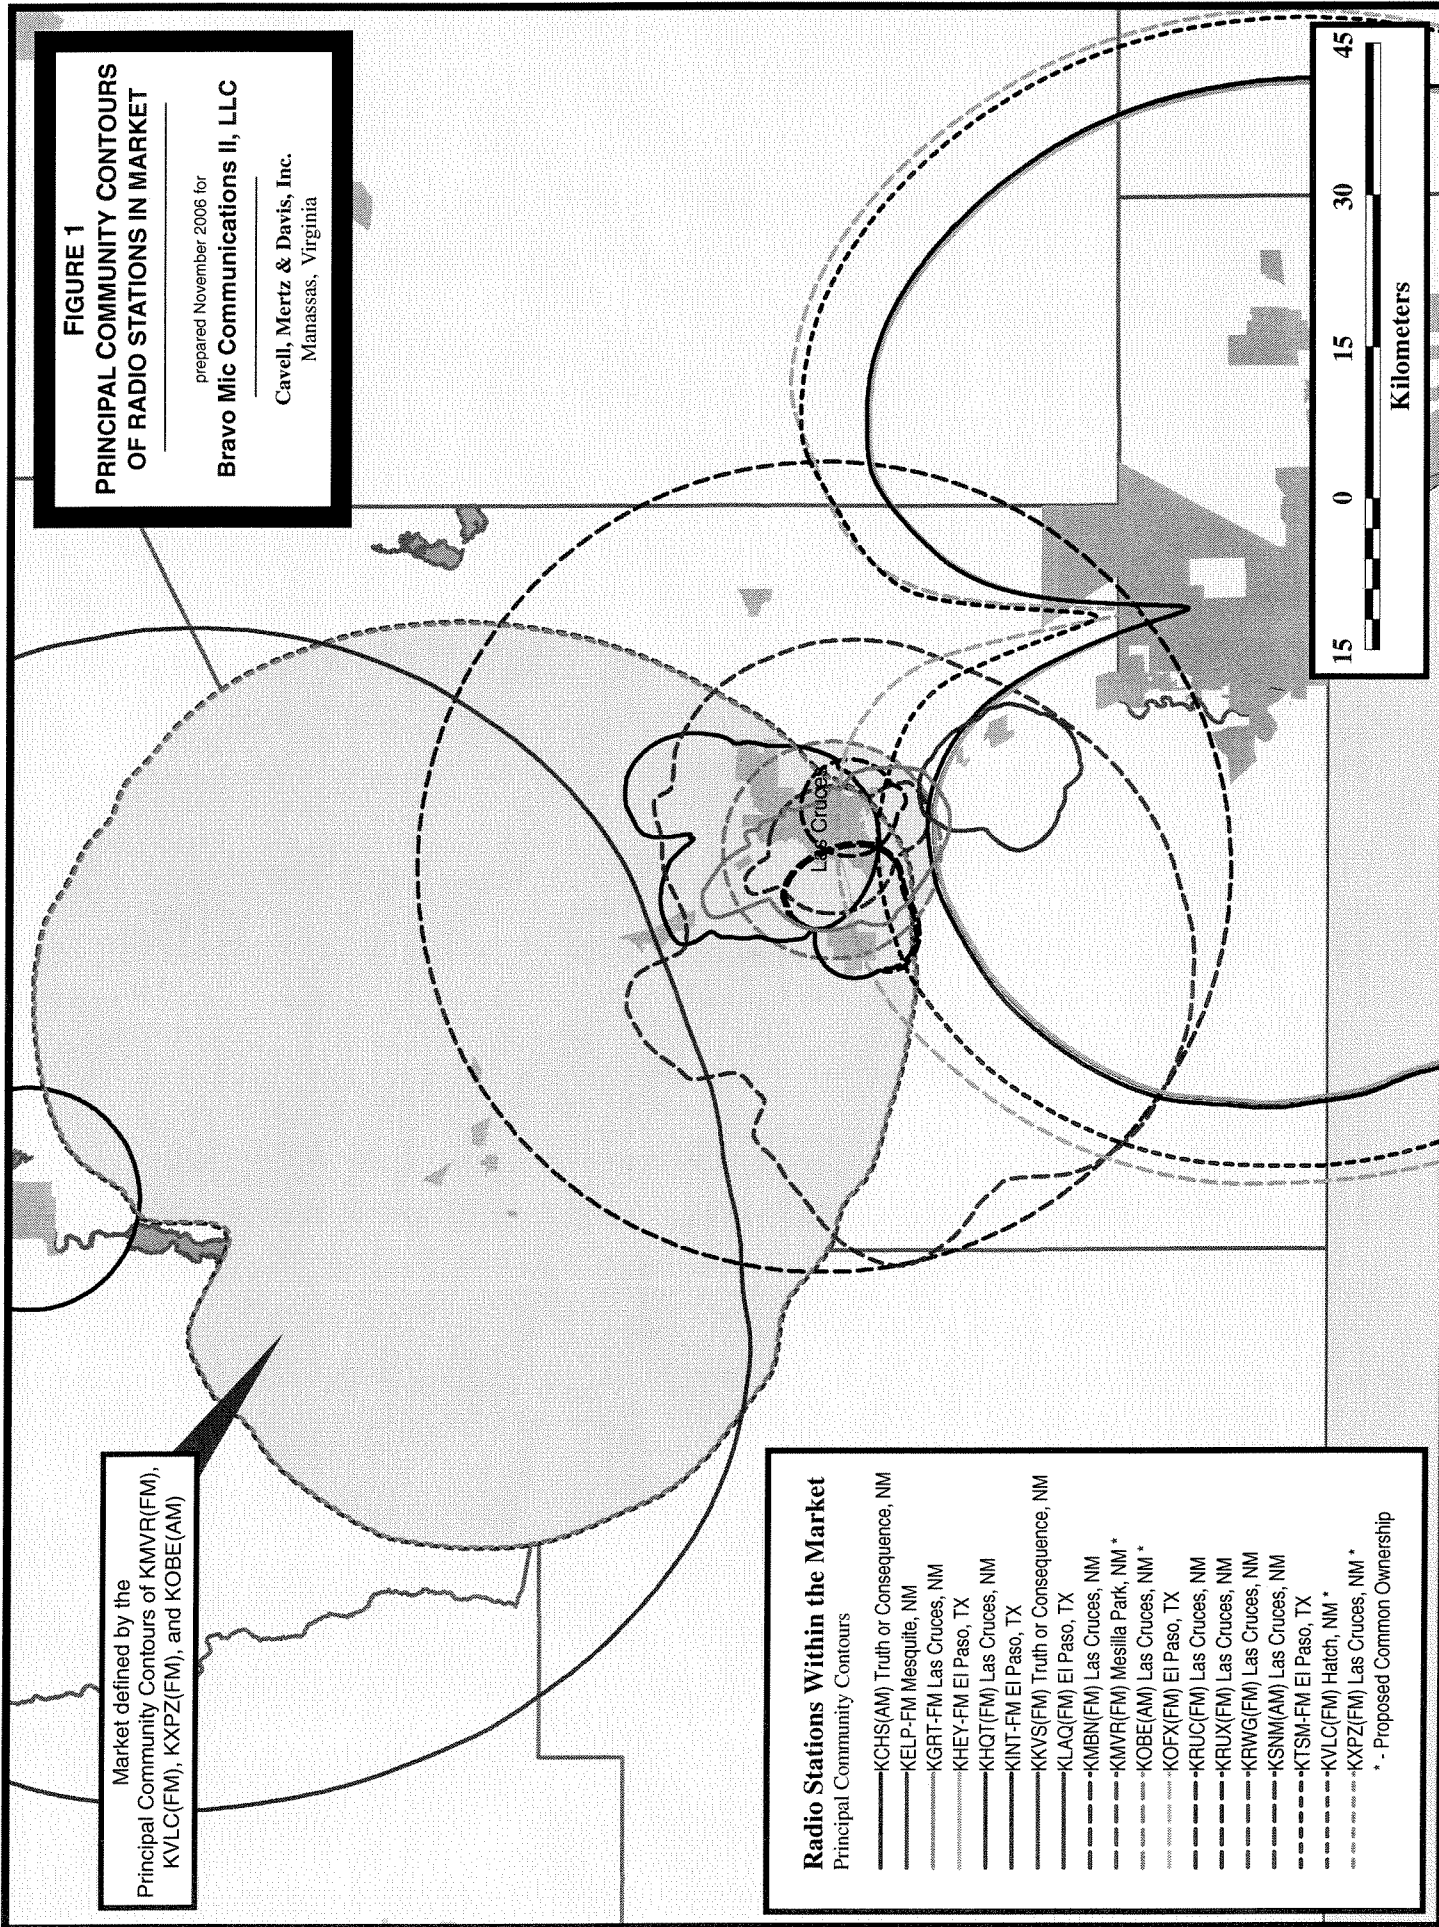 FIGURE 1
PRINCIPAL COMMUNITY CONTOURS
OF RADIO STATIONS IN MARKET
prepared November 2006 for
Bravo Mic Communications II, LLC
Cavell, Mertz & Davis, Inc.
Manassas, Virginia
Market defined by the
Principal Community Contours of KMVR(FM),
KVLC(FM), KXPZ(FM), and KOBE(AM)
Las Cruces
Radio Stations Within the Market
Principal Community Contours
KCHS(AM) Truth or Consequence, NM
KELP-FM Mesquite, NM
KGRT-FM Las Cruces, NM
KHEY-FM El Paso, TX
KHQT(FM) Las Cruces, NM
KINT-FM El Paso, TX
KKVS(FM) Truth or Consequence, NM
KLAQ(FM) El Paso, TX
KMBN(FM) Las Cruces, NM
KMVR(FM) Mesilla Park, NM *
KOBE(AM) Las Cruces, NM *
KOFX(FM) El Paso, TX
KRUC(FM) Las Cruces, NM
KRUX(FM) Las Cruces, NM
KRWG(FM) Las Cruces, NM
KSNM(AM) Las Cruces, NM
KTSM-FM El Paso, TX
KVLC(FM) Hatch, NM *
KXPZ(FM) Las Cruces, NM *
* - Proposed Common Ownership
15 0 15 30 45
Kilometers